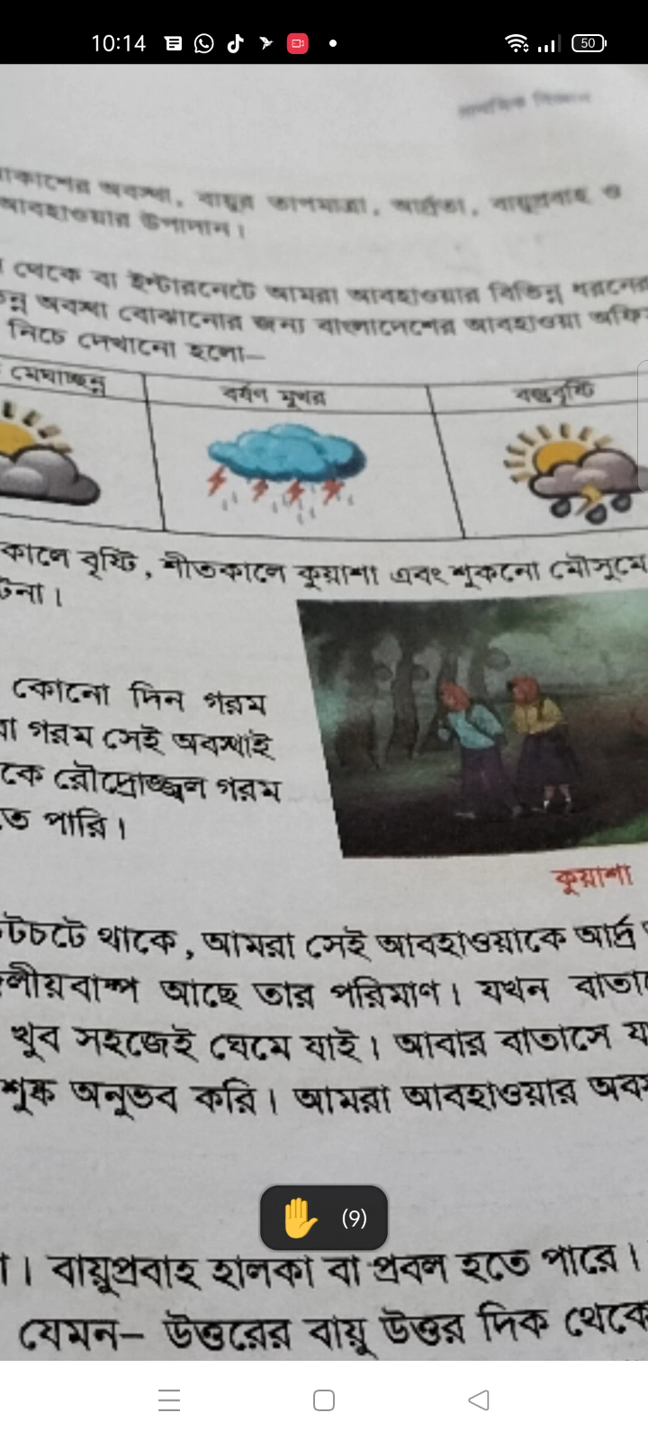 10:14
50
প্রাথমিক বিজ্ঞান
আকাশের অবস্থা, বায়ুর তাপমাত্রা, আর্দ্রতা, বায়ুপ্রবাহ ও
আবহাওয়ার উপাদান।
থেকে বা ইন্টারনেটে আমরা আবহাওয়ার বিভিন্ন ধরনের
অবস্থা বোঝানোর জন্য বাংলাদেশের আবহাওয়া
নিচে দেখানো হলো—
মেঘাচ্ছন্ন
বর্ষণ মুখর
বজ্রবৃষ্টি
কালে বৃষ্টি, শীতকালে কুয়াশা এবং শুকনো মৌসুমে
টনা।
কোনো দিন গরম
বা গরম সেই অবস্থাই
কে রৌদ্রোজ্জ্বল গরম
তে পারি।
কুয়াশা
টচটে থাকে, আমরা সেই আবহাওয়াকে আর্দ্র
লীয়বাষ্প আছে তার পরিমাণ। যখন বাতা
খুব সহজেই ঘেমে যাই। আবার বাতাসে য
শুষ্ক অনুভব করি। আমরা আবহাওয়ার অব
(9)
া। বায়ুপ্রবাহ হালকা বা প্রবল হতে পারে।
যেমন– উত্তরের বায়ু উত্তর দিক থেকে